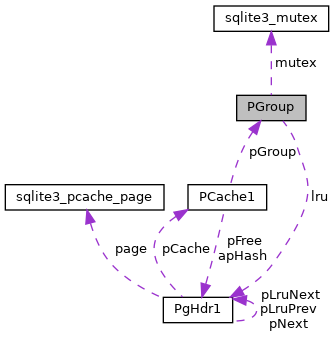 sqlite3_mutex
mutex
PGroup
pGroup
lru
sqlite3_pcache_page
PCache1
page
pCache
pFree
apHash
pLruNext
pLruPrev
pNext
PgHdr1